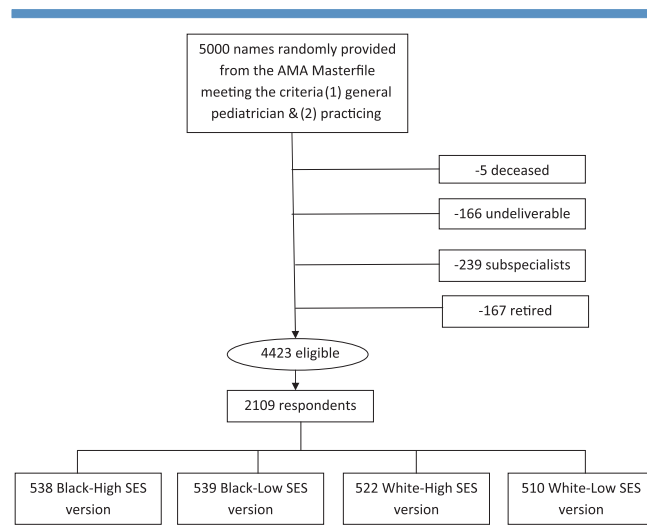 5000 names randomly provided
from the AMA Masterfile
meeting the criteria (1) general
pediatrician & (2) practicing
-5 deceased
-166 undeliverable
-239 subspecialists
-167 retired
4423 eligible
2109 respondents
538 Black-High SES
version
539 Black-Low SES
version
522 White-High SES
version
510 White-Low SES
version